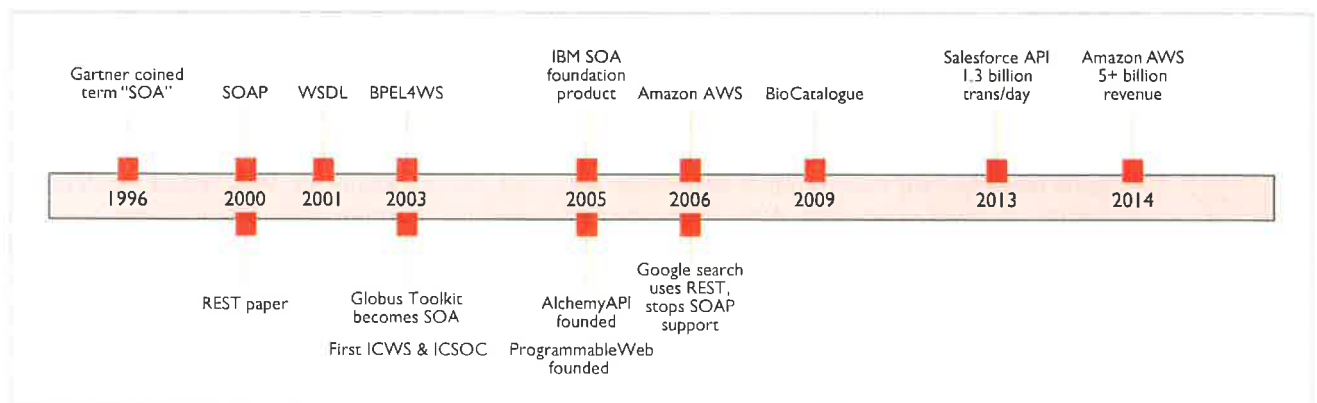 Gartner coined
term "SOA"
SOAP
WSDL
BPEL4WS
IBM SOA
foundation
product
Amazon AWS
BioCatalogue
Salesforce API
1.3 billion
trans/day
Amazon AWS
5+ billion
revenue
1996
2000
2001
2003
2005
2006
2009
2013
2014
REST paper
Globus Toolkit
becomes SOA
First ICWS & ICSOC
AlchemyAPI
founded
ProgrammableWeb
founded
Google search
uses REST,
stops SOAP
support